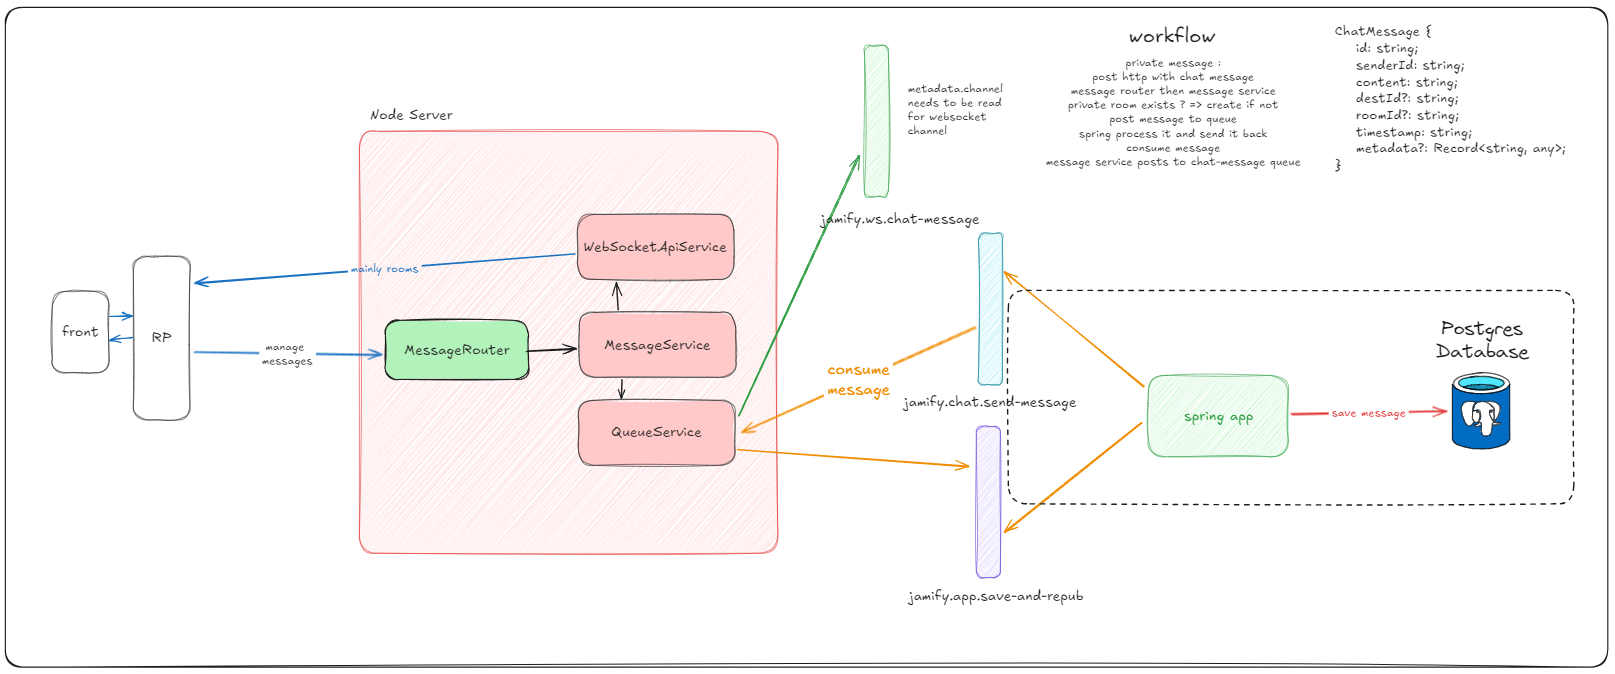 workflow
private message :
post http with chat message
message router then message service
private room exists ? => create if not
post message to queue
spring process it and send it back
consume message
message service posts to chat-message queue
ChatMessage {
id: string;
senderId: string;
content: string;
destId?: string;
roomId?: string;
timestamp: string;
metadata?: Record<string, any>;
}
metadata.channel
needs to be read
for websocket
channel
Node Server
jamify.ws.chat-message
WebSocketApiService
mainly rooms
front
RP
manage
messages
MessageRouter
MessageService
QueueService
consume
message
jamify.chat.send-message
Postgres
Database
spring app
save message
jamify.app.save-and-repub